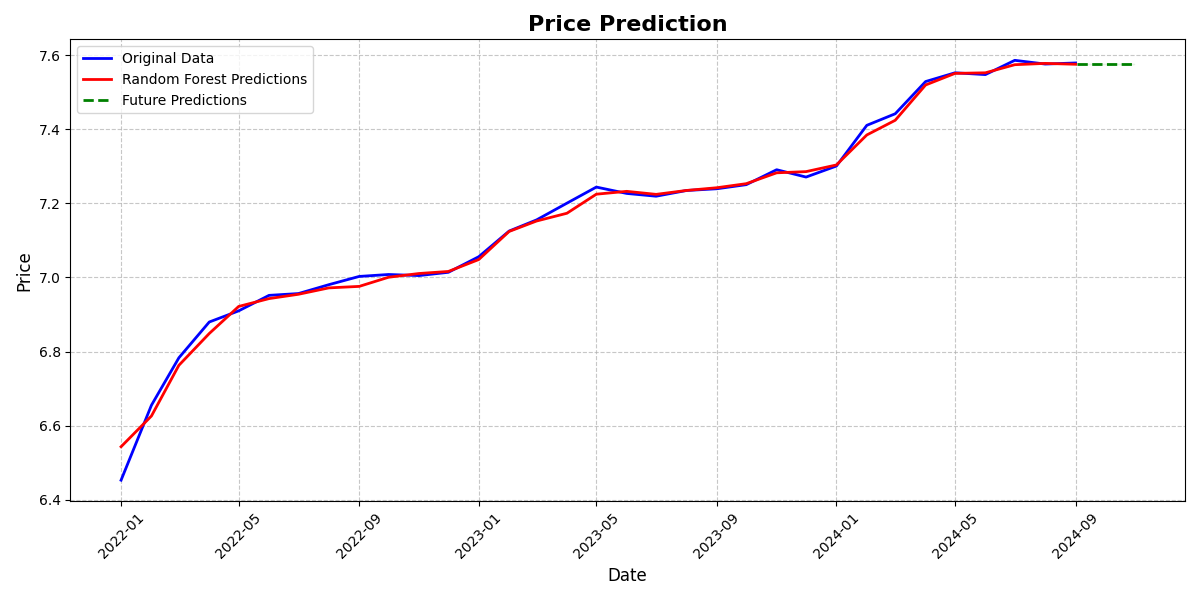 Price Prediction
Original Data
Random Forest Predictions
Future Predictions
Price
7.6
7.4
7.2
7.0
6.8
6.6
6.4
2022-01
2022-05
2022-09
2023-01
2023-05
2023-09
2024-01
2024-05
2024-09
Date